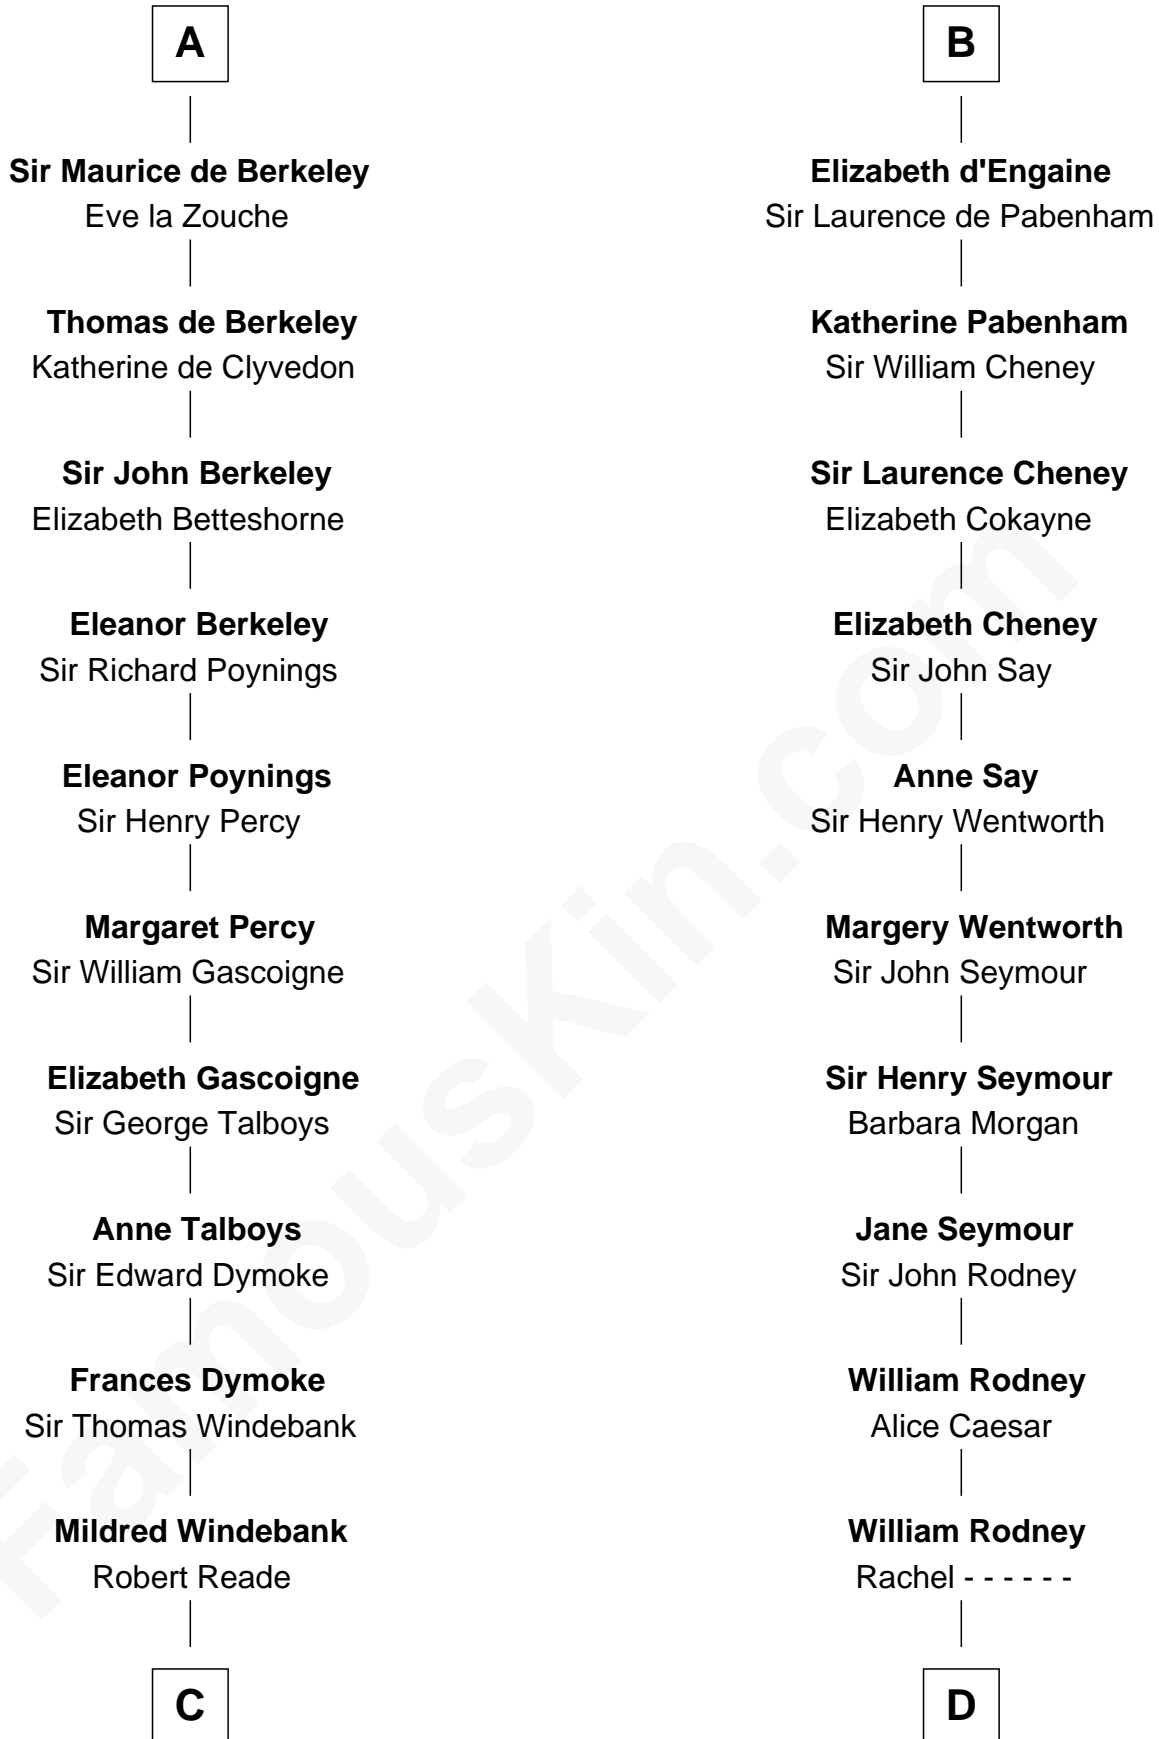 A
Sir Maurice de Berkeley
Eve la Zouche
Thomas de Berkeley
Katherine de Clyvedon
Sir John Berkeley
Elizabeth Betteshorne
Eleanor Berkeley
Sir Richard Poynings
Eleanor Poynings
Sir Henry Percy
Margaret Percy
Sir William Gascoigne
Elizabeth Gascoigne
Sir George Talboys
Anne Talboys
Sir Edward Dymoke
Frances Dymoke
Sir Thomas Windebank
Mildred Windebank
Robert Reade
C
B
Elizabeth d'Engaine
Sir Laurence de Pabenham
Katherine Pabenham
Sir William Cheney
Sir Laurence Cheney
Elizabeth Cokayne
Elizabeth Cheney
Sir John Say
Anne Say
Sir Henry Wentworth
Margery Wentworth
Sir John Seymour
Sir Henry Seymour
Barbara Morgan
Jane Seymour
Sir John Rodney
William Rodney
Alice Caesar
William Rodney
Rachel - - - - - -
D
FamousKin.com